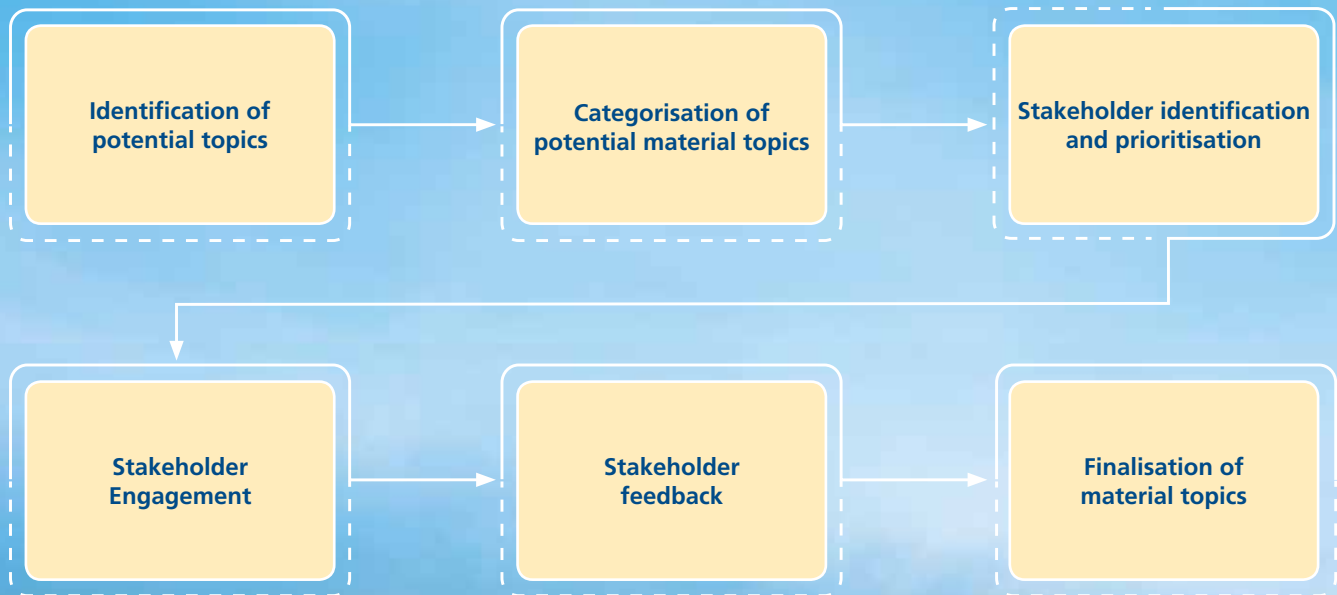 Identification of
potential topics
Categorisation of
potential material topics
Stakeholder identification
and prioritisation
Stakeholder
Engagement
Stakeholder
feedback
Finalisation of
material topics